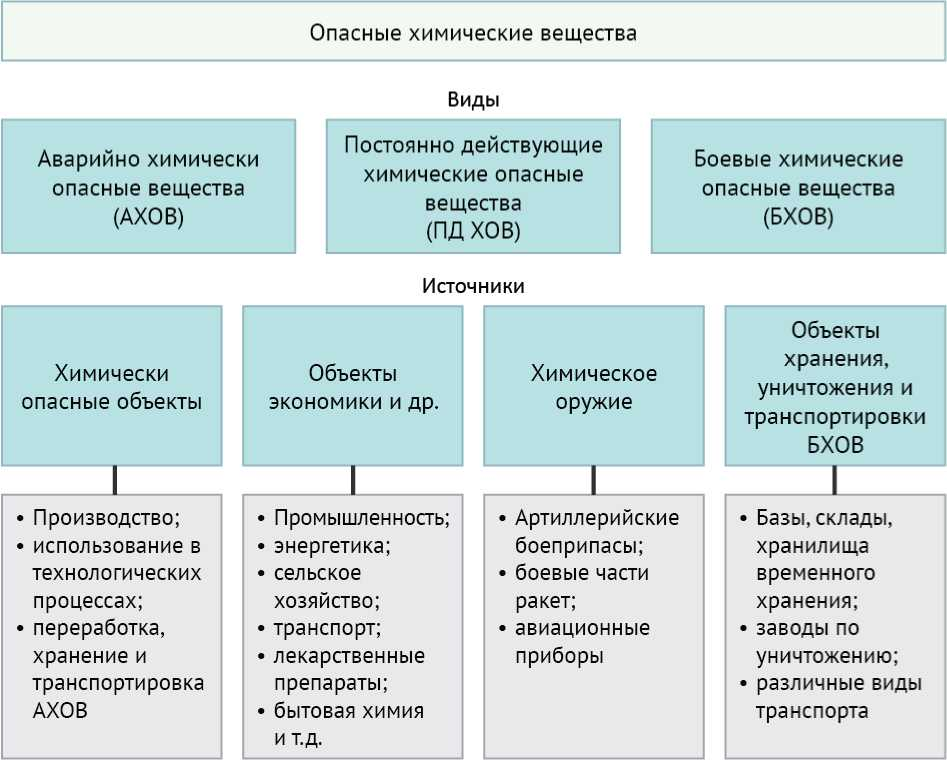 Опасные химические вещества
Виды
Аварийно химически
опасные вещества
(АХОВ)
Постоянно действующие
химические опасные
вещества
(ПД ХОВ)
Боевые химические
опасные вещества
(БХОВ)
Источники
Химически
опасные объекты
Объекты
экономики и др.
Химическое
оружие
Объекты
хранения,
уничтожения и
транспортировки
БХОВ
• Производство;
• использование в
технологических
процессах;
• переработка,
хранение и
транспортировка
АХОВ
• Промышленность;
• энергетика;
• сельское
хозяйство;
• транспорт;
• лекарственные
препараты;
• бытовая химия
и т.д.
• Артиллерийские
боеприпасы;
• боевые части
ракет;
• авиационные
приборы
• Базы, склады,
хранилища
временного
хранения;
• заводы по
уничтожению;
• различные виды
транспорта